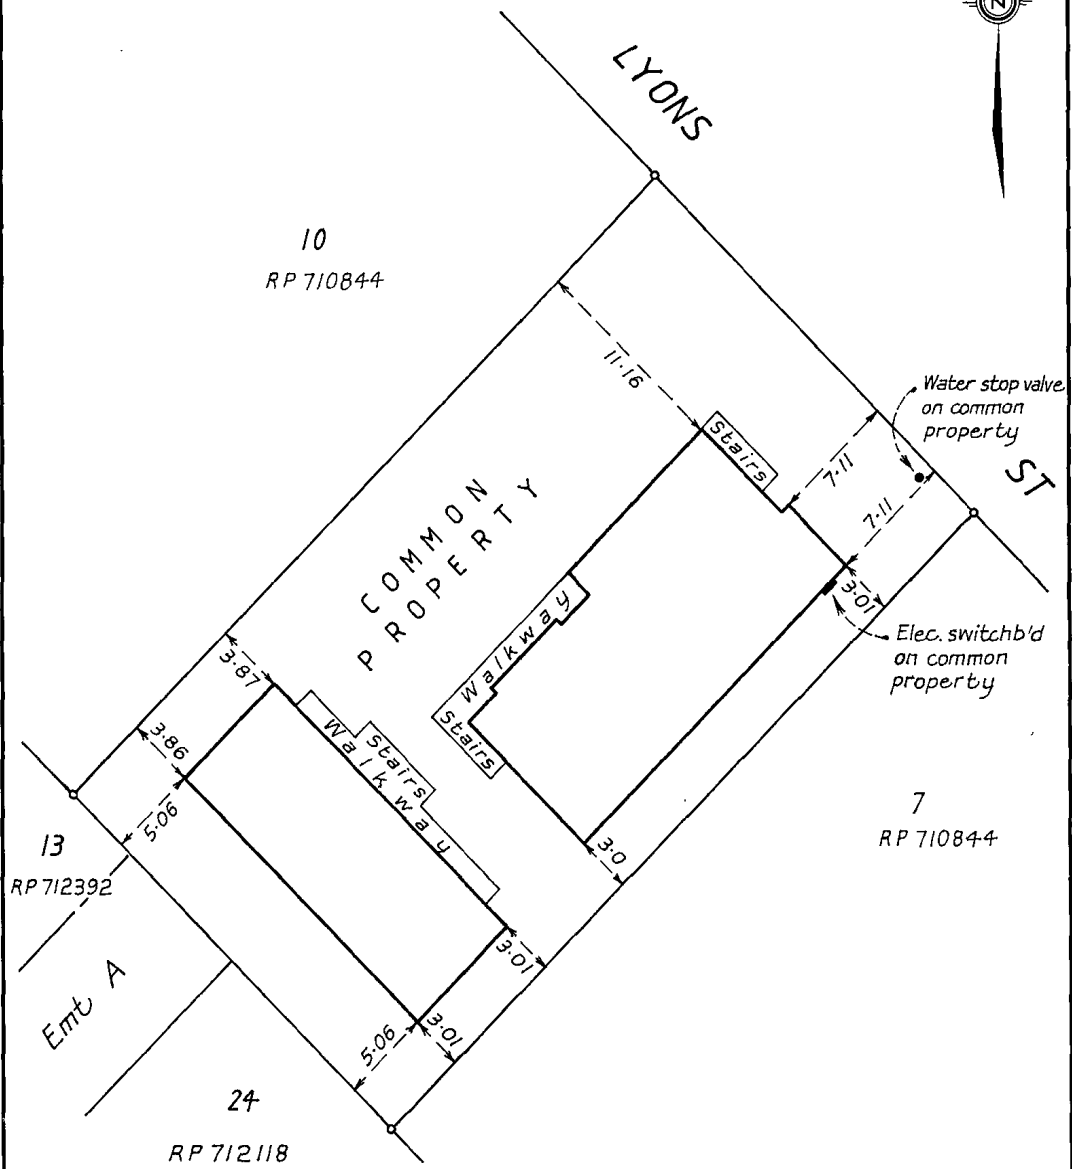 N
LYONS
10
RP 710844
11·16
Water stop valve
on common
property
Stairs
7·11
ST
7·11
COMMON
PROPERTY
3·01
Walkway
Elec. switchb'd
on common
property
3·87
Stairs
3·86
Stairs
Walkway
5·06
7
RP 710844
13
RP 712392
3·0
3·01
Emt A
5·06
3·01
24
RP 712118